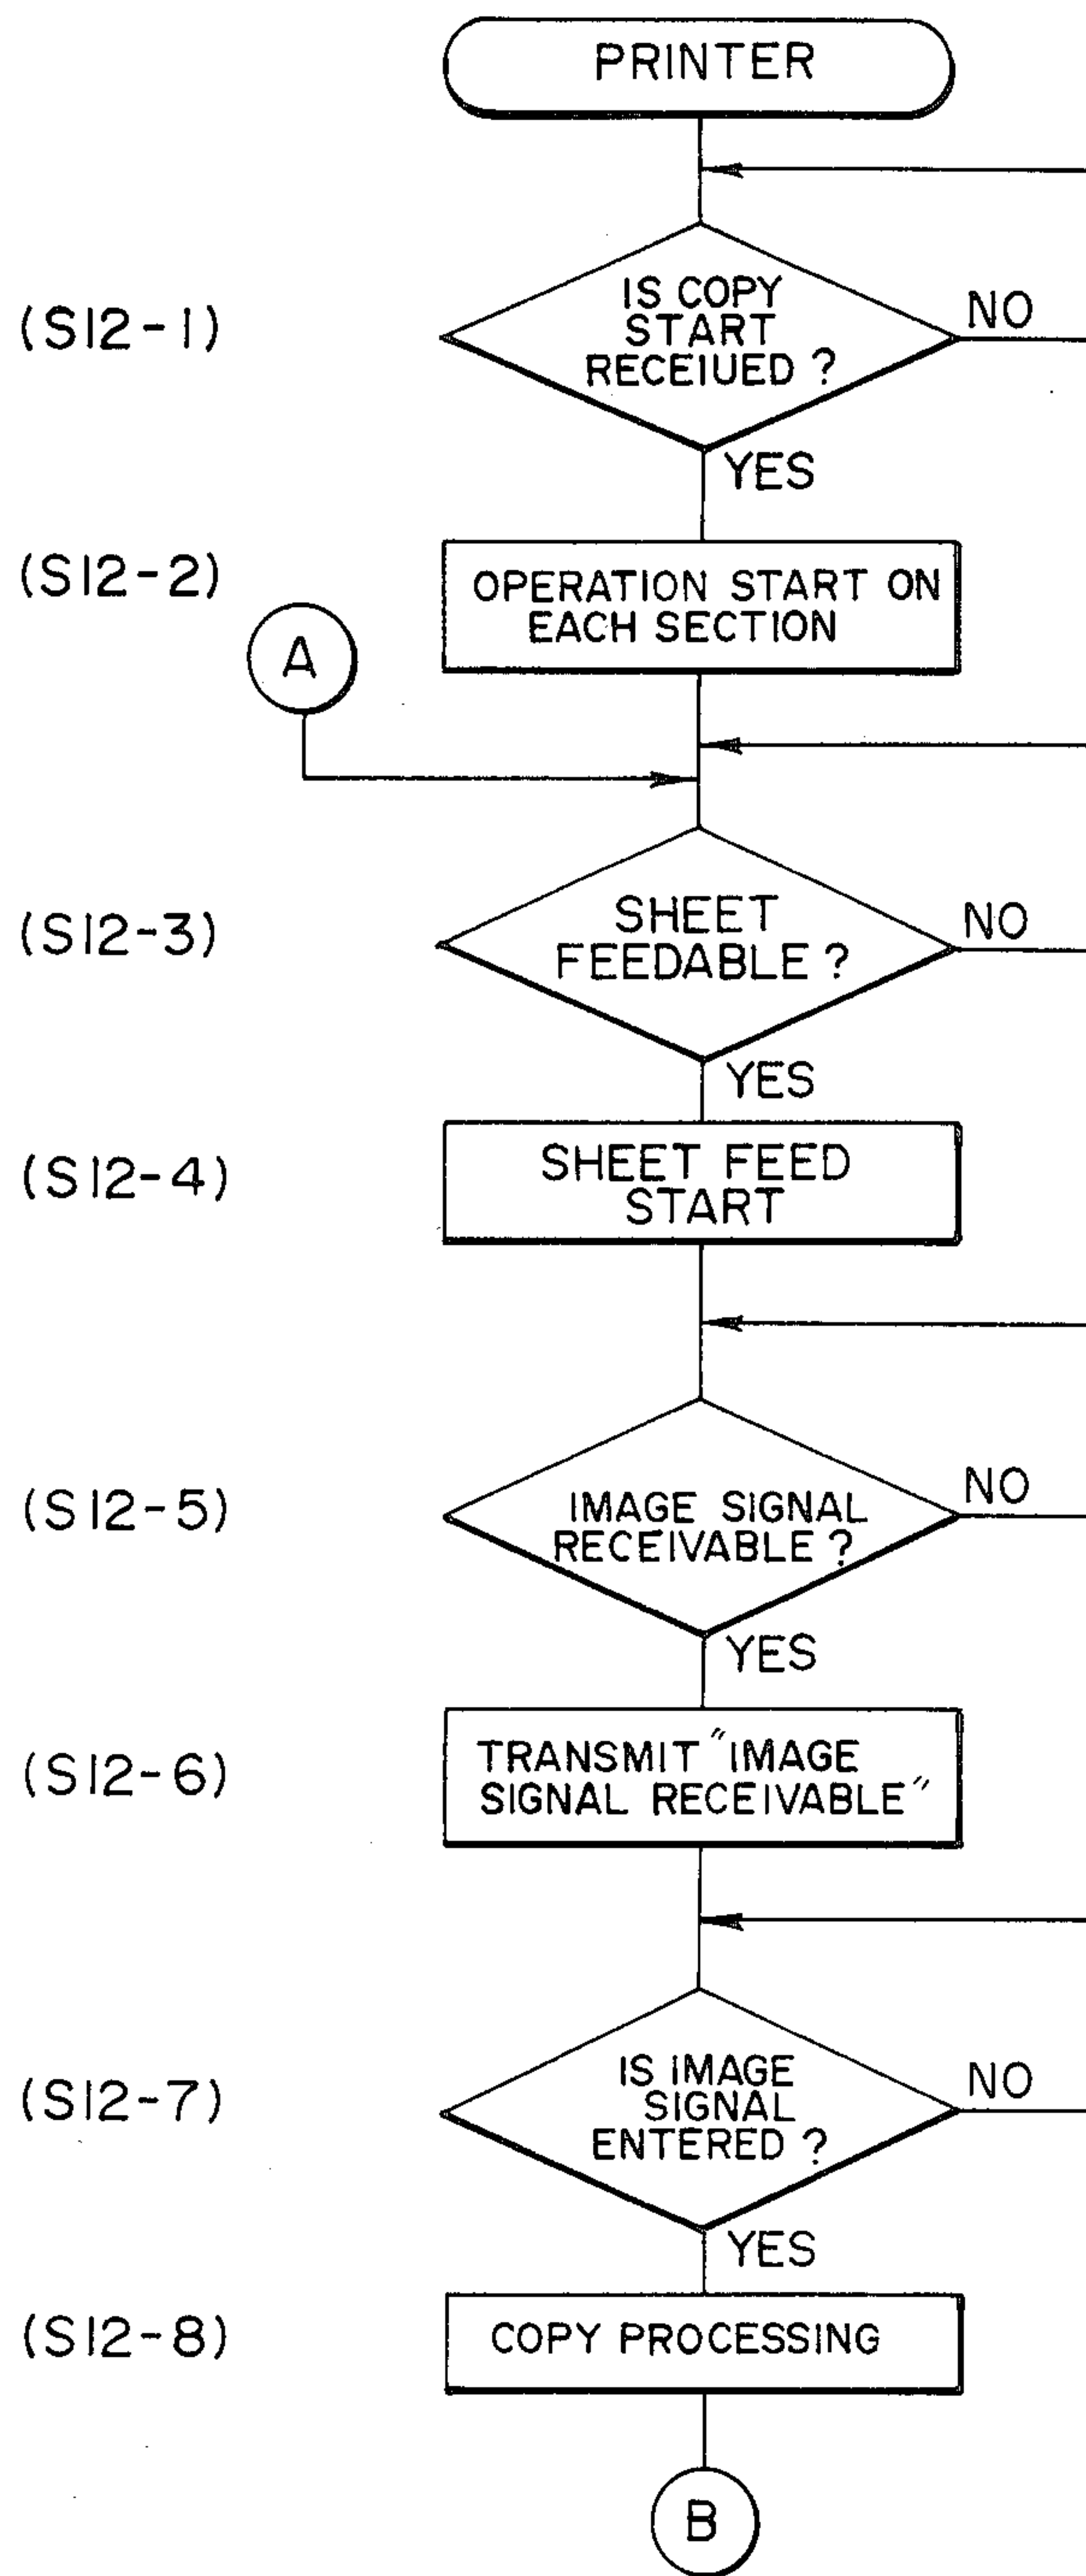 PRINTER
(S12-1)
IS COPY
START
RECEIUED ?
NO
YES
(S12-2)
OPERATION START ON
EACH SECTION
A
(S12-3)
SHEET
FEEDABLE ?
NO
YES
(S12-4)
SHEET FEED
START
(S12-5)
IMAGE SIGNAL
RECEIVABLE ?
NO
YES
(S12-6)
TRANSMIT "IMAGE
SIGNAL RECEIVABLE"
(S12-7)
IS IMAGE
SIGNAL
ENTERED ?
NO
YES
(S12-8)
COPY PROCESSING
B